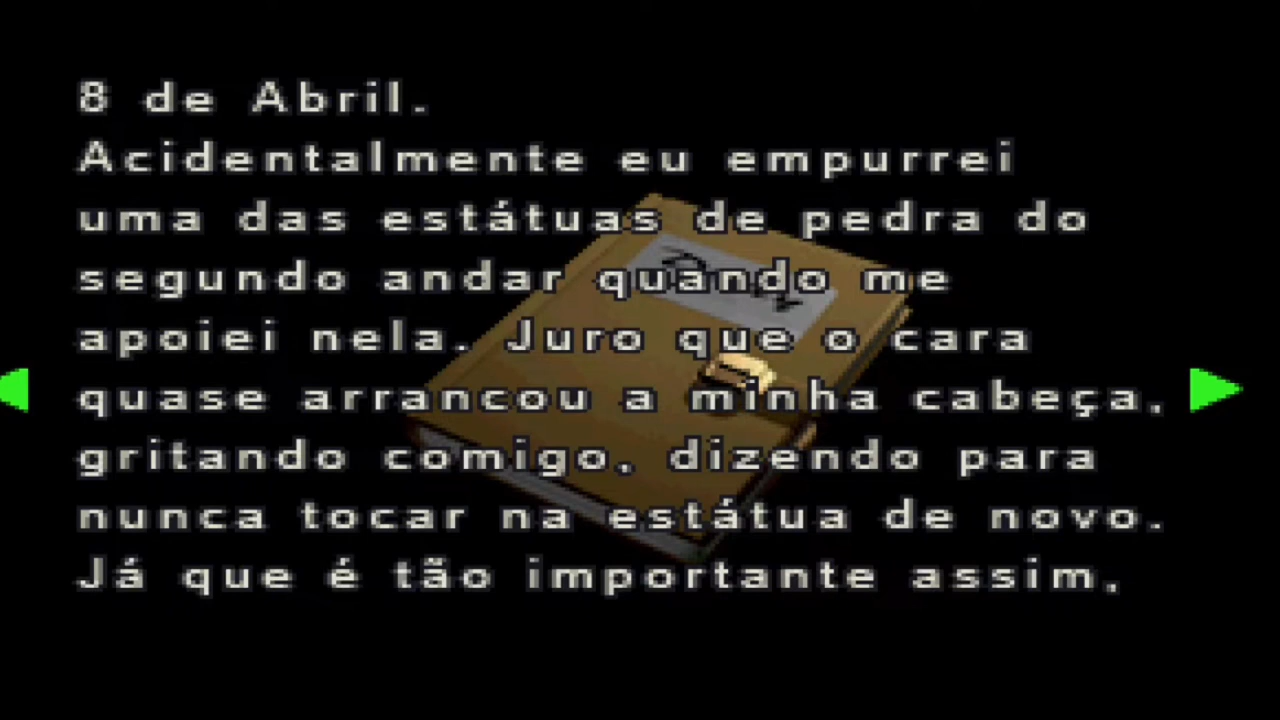 8 de Abril.
Acidentalmente eu empurrei
uma das estátuas de pedra do
segundo andar quando me
apoiei nela. Juro que o cara
quase arrancou a minha cabeça,
gritando comigo, dizendo para
nunca tocar na estátua de novo.
Já que é tão importante assim,